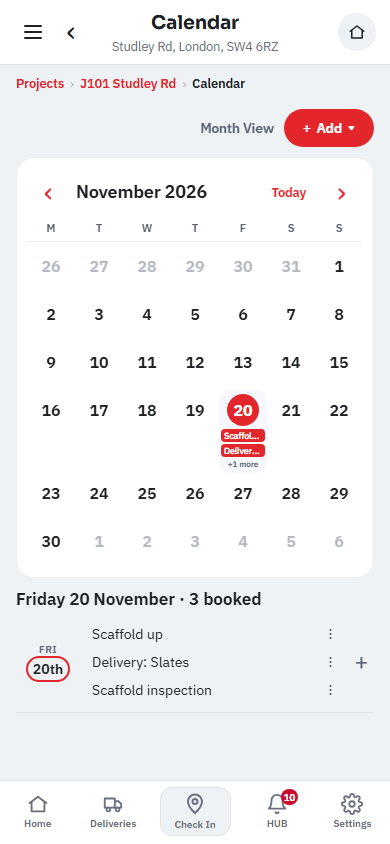 Calendar
Studley Rd, London, SW4 6RZ
Projects › J101 Studley Rd › Calendar
Month View + Add
November 2026 Today
M T W T F S S
26 27 28 29 30 31 1
2 3 4 5 6 7 8
9 10 11 12 13 14 15
16 17 18 19 20 21 22
Scaffol...
Deliver...
+1 more
23 24 25 26 27 28 29
30 1 2 3 4 5 6
Friday 20 November · 3 booked
FRI
20th
Scaffold up
Delivery: Slates
Scaffold inspection
+
10
Home Deliveries Check In HUB Settings